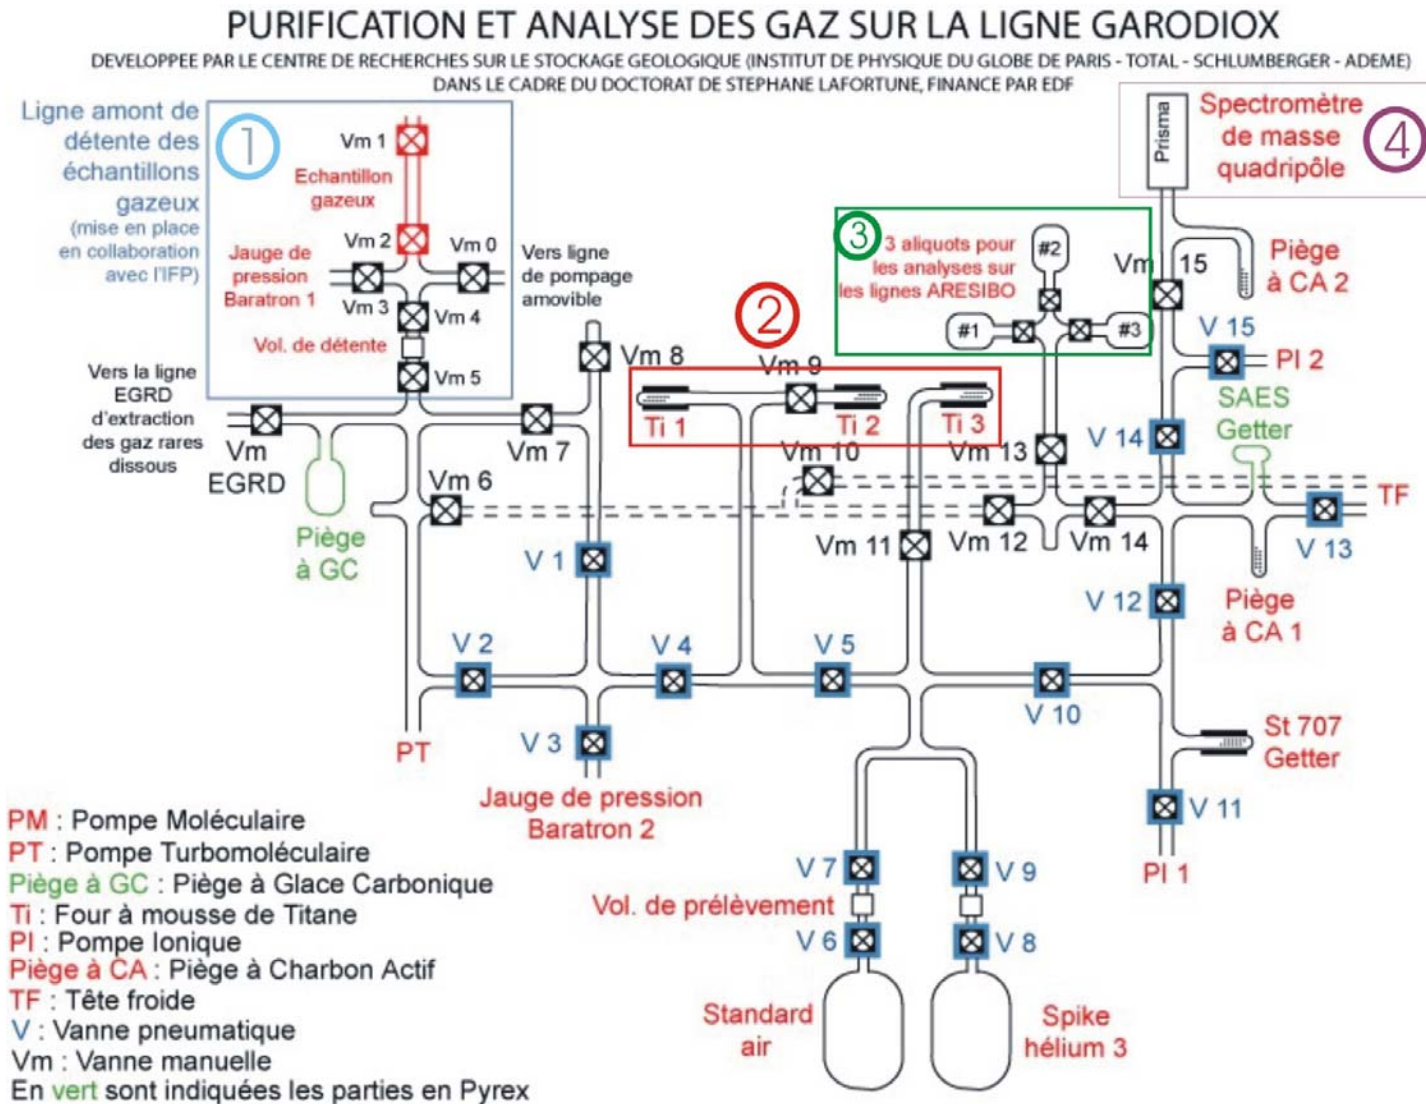 PURIFICATION ET ANALYSE DES GAZ SUR LA LIGNE GARODIOX
DEVELOPPEE PAR LE CENTRE DE RECHERCHES SUR LE STOCKAGE GEOLOGIQUE (INSTITUT DE PHYSIQUE DU GLOBE DE PARIS - TOTAL - SCHLUMBERGER - ADEME)
DANS LE CADRE DU DOCTORAT DE STEPHANE LAFORTUNE, FINANCE PAR EDF
Ligne amont de
détente des
échantillons
gazeux
(mise en place
en collaboration
avec l'IFP)
1
Vm 1
Echantillon
gazeux
Vm 2
Vm 0
Jauge de
pression
Baratron 1
Vm 3
Vm 4
Vol. de détente
Vm 5
Vers ligne
de pompage
amovible
Vm 8
Vers la ligne
EGRD
d'extraction
des gaz rares
dissous
Vm
EGRD
Piège
à GC
Vm 6
Vm 7
2
Vm 9
Ti 1
Ti 2
Ti 3
3
3 aliquots pour
les analyses sur
les lignes ARESIBO
#2
#1
#3
Prisma
Spectromètre
de masse
quadripôle
4
Vm 15
Piège
à CA 2
V 15
PI 2
SAES
Getter
V 14
Vm 10
Vm 13
TF
Vm 11
Vm 12
Vm 14
V 13
V 1
V 12
Piège
à CA 1
V 2
V 4
V 5
V 10
V 3
PT
Jauge de pression
Baratron 2
St 707
Getter
V 11
PI 1
V 7
V 9
Vol. de prélèvement
V 6
V 8
Standard
air
Spike
hélium 3
PM : Pompe Moléculaire
PT : Pompe Turbomoléculaire
Piège à GC : Piège à Glace Carbonique
Ti : Four à mousse de Titane
PI : Pompe Ionique
Piège à CA : Piège à Charbon Actif
TF : Tête froide
V : Vanne pneumatique
Vm : Vanne manuelle
En vert sont indiquées les parties en Pyrex